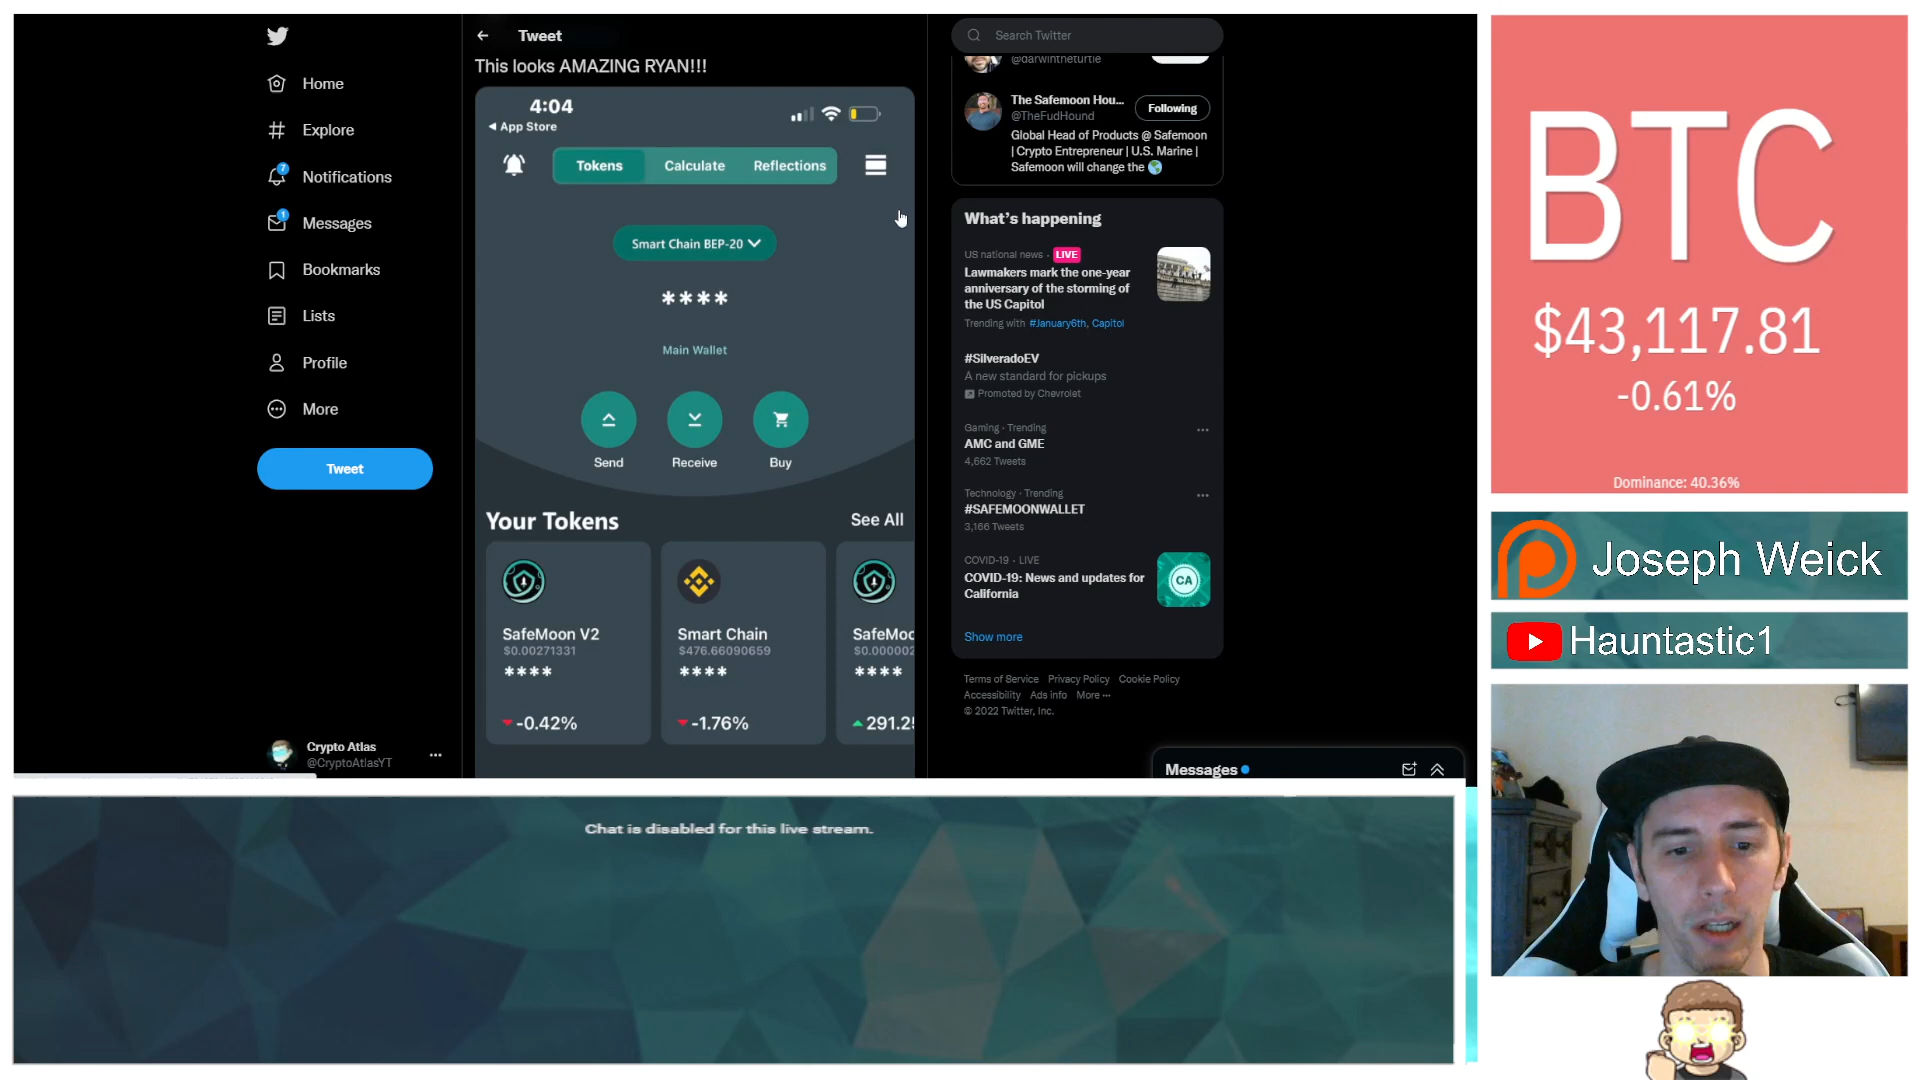 Home
Explore
7
Notifications
1
Messages
Bookmarks
Lists
Profile
More
Tweet
Crypto Atlas
@CryptoAtlasYT
Tweet
This looks AMAZING RYAN!!!
4:04
App Store
Tokens
Calculate
Reflections
Smart Chain BEP-20
****
Main Wallet
Send
Receive
Buy
Your Tokens
See All
SafeMoon V2
$0.00271331
****
-0.42%
Smart Chain
$476.66090659
****
-1.76%
SafeMoo
$0.0000002
****
291.25
Search Twitter
@darwintheturtle
The Safemoon Hou...
@TheFudHound
Following
Global Head of Products @ Safemoon
| Crypto Entrepreneur | U.S. Marine |
Safemoon will change the
What's happening
US national news · LIVE
Lawmakers mark the one-year
anniversary of the storming of
the US Capitol
Trending with #January6th, Capitol
#SilveradoEV
A new standard for pickups
Promoted by Chevrolet
Gaming · Trending
AMC and GME
4,662 Tweets
Technology · Trending
#SAFEMOONWALLET
3,166 Tweets
COVID-19 · LIVE
COVID-19: News and updates for
California
CA
Show more
Terms of Service Privacy Policy Cookie Policy
Accessibility Ads info More ···
© 2022 Twitter, Inc.
Messages
BTC
$43,117.81
-0.61%
Dominance: 40.36%
Joseph Weick
Hauntastic1
Chat is disabled for this live stream.